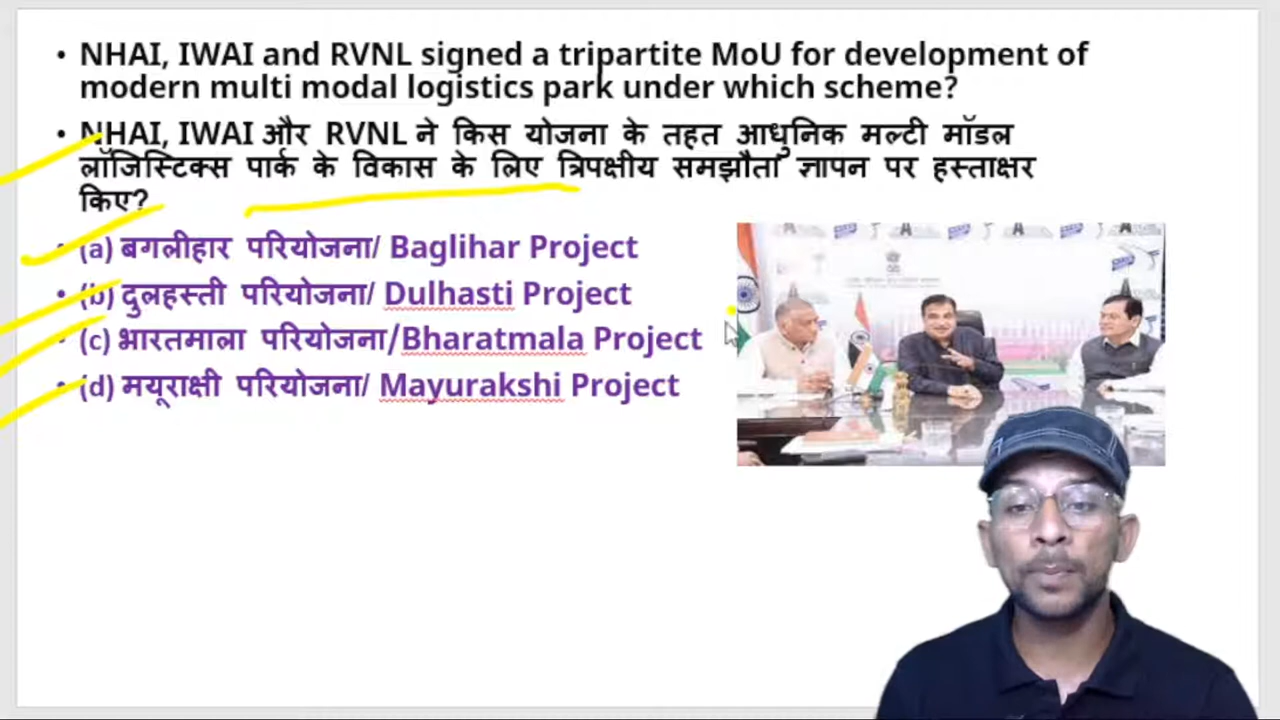 • NHAI, IWAI and RVNL signed a tripartite MoU for development of
modern multi modal logistics park under which scheme?
• NHAI, IWAI और RVNL ने किस योजना के तहत आधुनिक मल्टी मॉडल
लॉजिस्टिक्स पार्क के विकास के लिए त्रिपक्षीय समझौता ज्ञापन पर हस्ताक्षर
किए?
• (a) बगलीहार परियोजना/ Baglihar Project
• (b) दुलहस्ती परियोजना/ Dulhasti Project
• (c) भारतमाला परियोजना/Bharatmala Project
• (d) मयूराक्षी परियोजना/ Mayurakshi Project